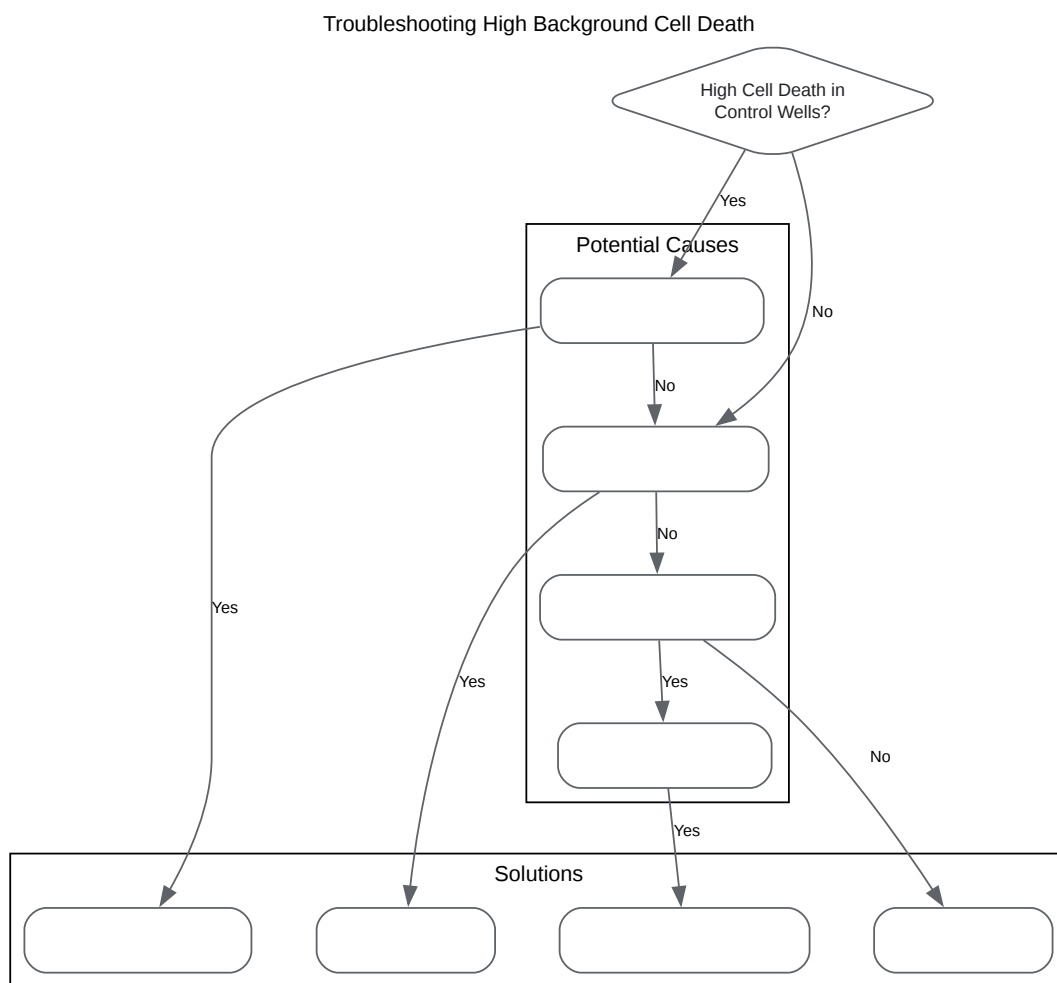 Troubleshooting High Background Cell Death
High Cell Death in
Control Wells?
Yes
Potential Causes
No
No
No
Yes
Yes
Yes
No
Yes
Solutions